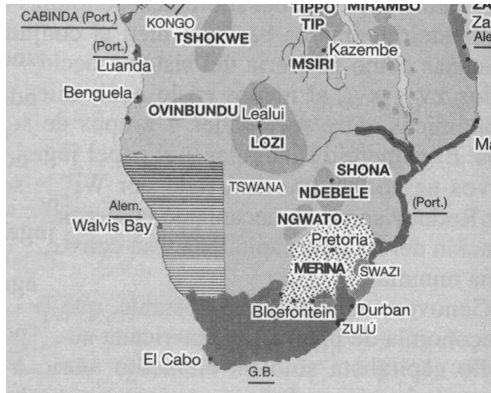 CABINDA (Port.)
KONGO
TIPPO
TIP
MIRAMBU
TSHOKWE
(Port.)
Luanda
Kazembe
MSIRI
Benguela
OVINBUNDU
Lealui
LOZI
SHONA
TSWANA
NDEBELE
Alem.
(Port.)
Walvis Bay
NGWATO
Pretoria
MERINA
SWAZI
Bloefontein
Durban
ZULÚ
El Cabo
G.B.